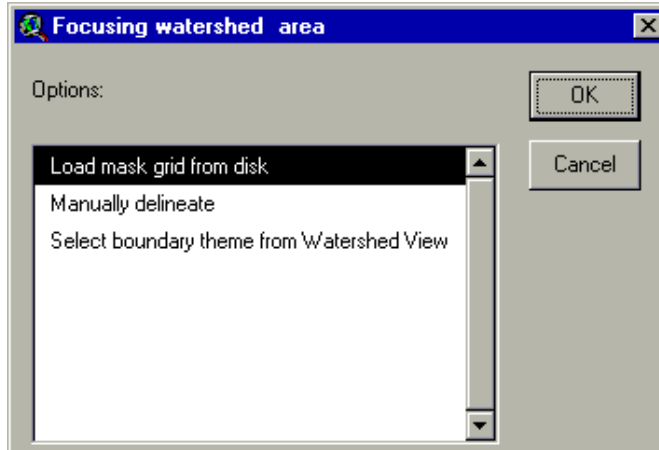 Focusing watershed area
Options:
OK
Cancel
Load mask grid from disk
Manually delineate
Select boundary theme from Watershed View